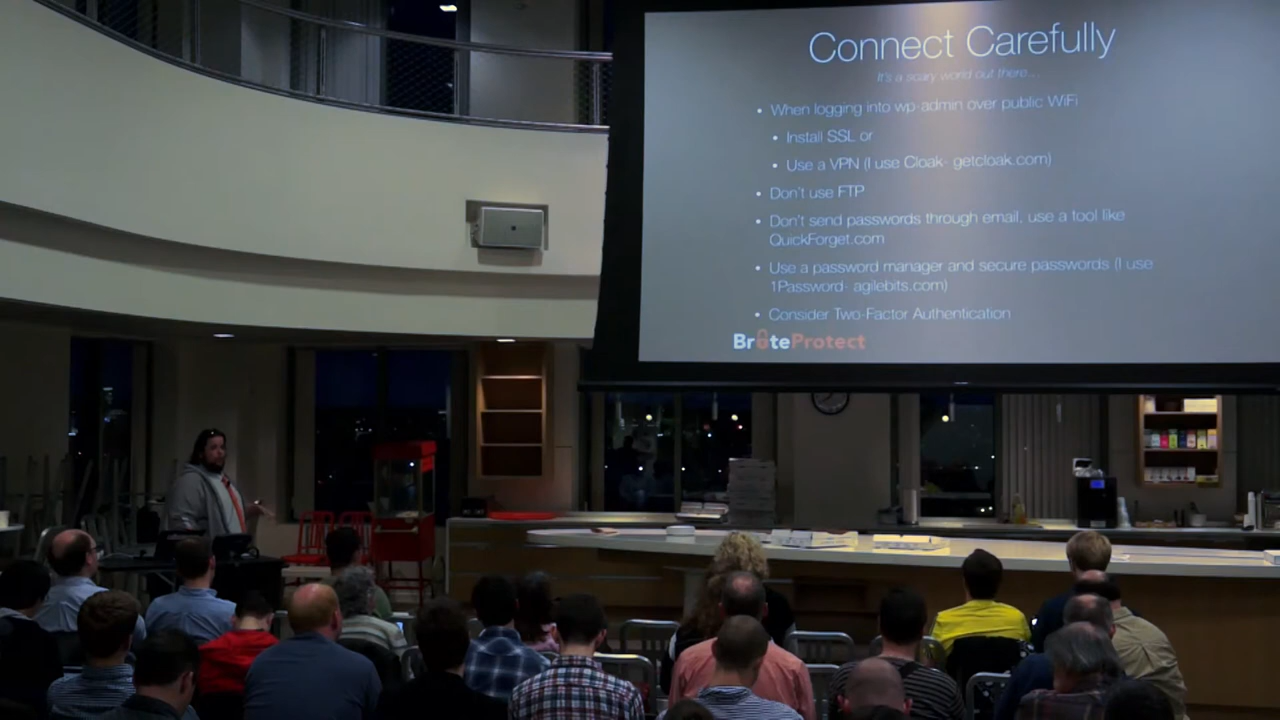 Connect Carefully
It's a scary world out there...
• When logging into wp-admin over public WiFi
• Install SSL or
• Use a VPN (I use Cloak- getcloak.com)
• Don't use FTP
• Don't send passwords through email, use a tool like
QuickForget.com
• Use a password manager and secure passwords (I use
1Password- agilebits.com)
• Consider Two-Factor Authentication
BruteProtect